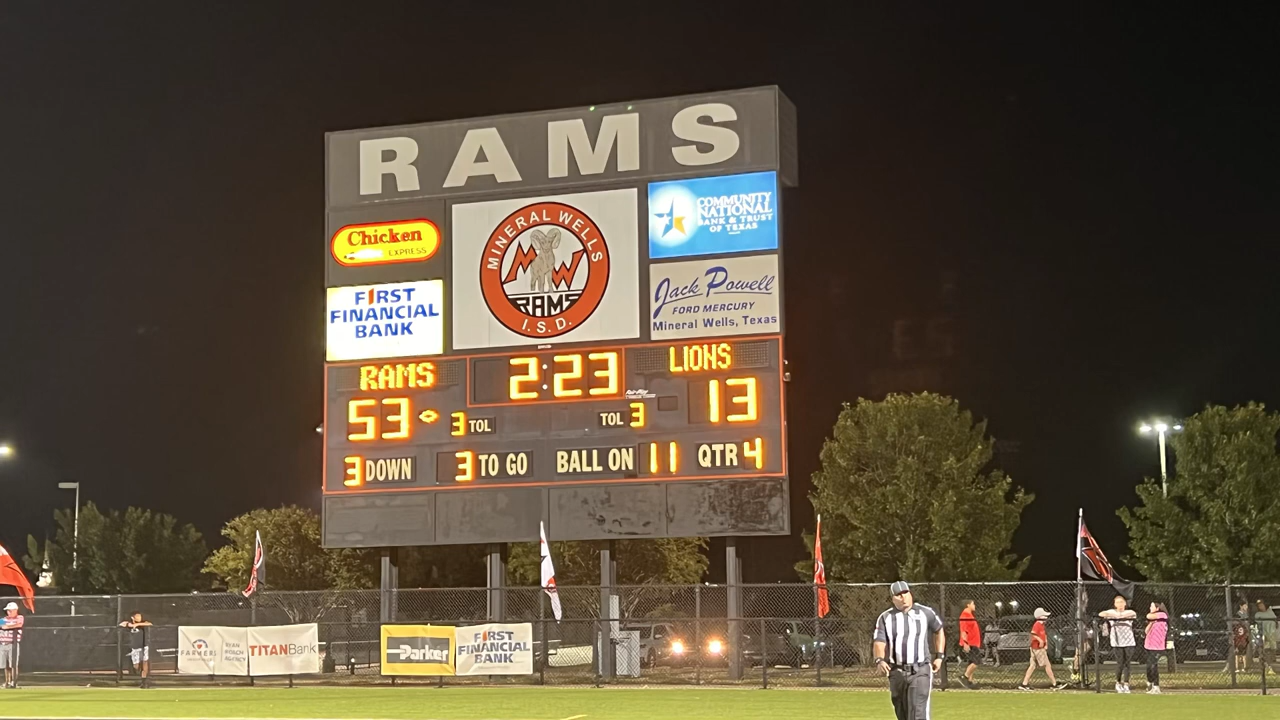 RAMS
Chicken
EXPRESS
FIRST
FINANCIAL
BANK
MINERAL WELLS
MW
RAMS
I.S.D.
COMMUNITY
NATIONAL
BANK & TRUST
OF TEXAS
Jack Powell
FORD MERCURY
Mineral Wells, Texas
RAMS 2:23 LIONS
53 3 TOL TOL 3 13
3 DOWN 3 TO GO BALL ON 11 QTR 4
FARMERS
TITANBank
Parker
FIRST
FINANCIAL
BANK